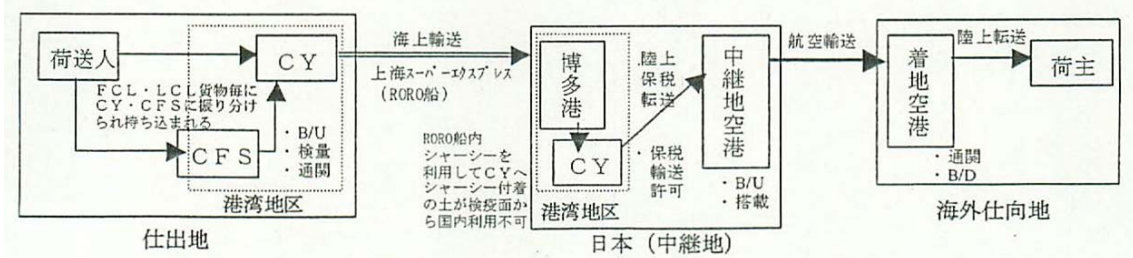 荷送人
CY
FCL・LCL貨物毎に
CY・CFSに振り分け
られ持ち込まれる
CFS
・B/U
・検量
・通関
港湾地区
仕出地
海上輸送
上海スーパーエクスプレス
(RORO船)
RORO船内
シャーシーを
利用してCYへ
シャーシー付着
の土が検疫面か
ら国内利用不可
博多港
CY
港湾地区
陸上
保税
転送
・保税
輸送
許可
中継地空港
・B/U
・搭載
日本(中継地)
航空輸送
着地空港
・通関
・B/D
陸上転送
荷主
海外仕向地